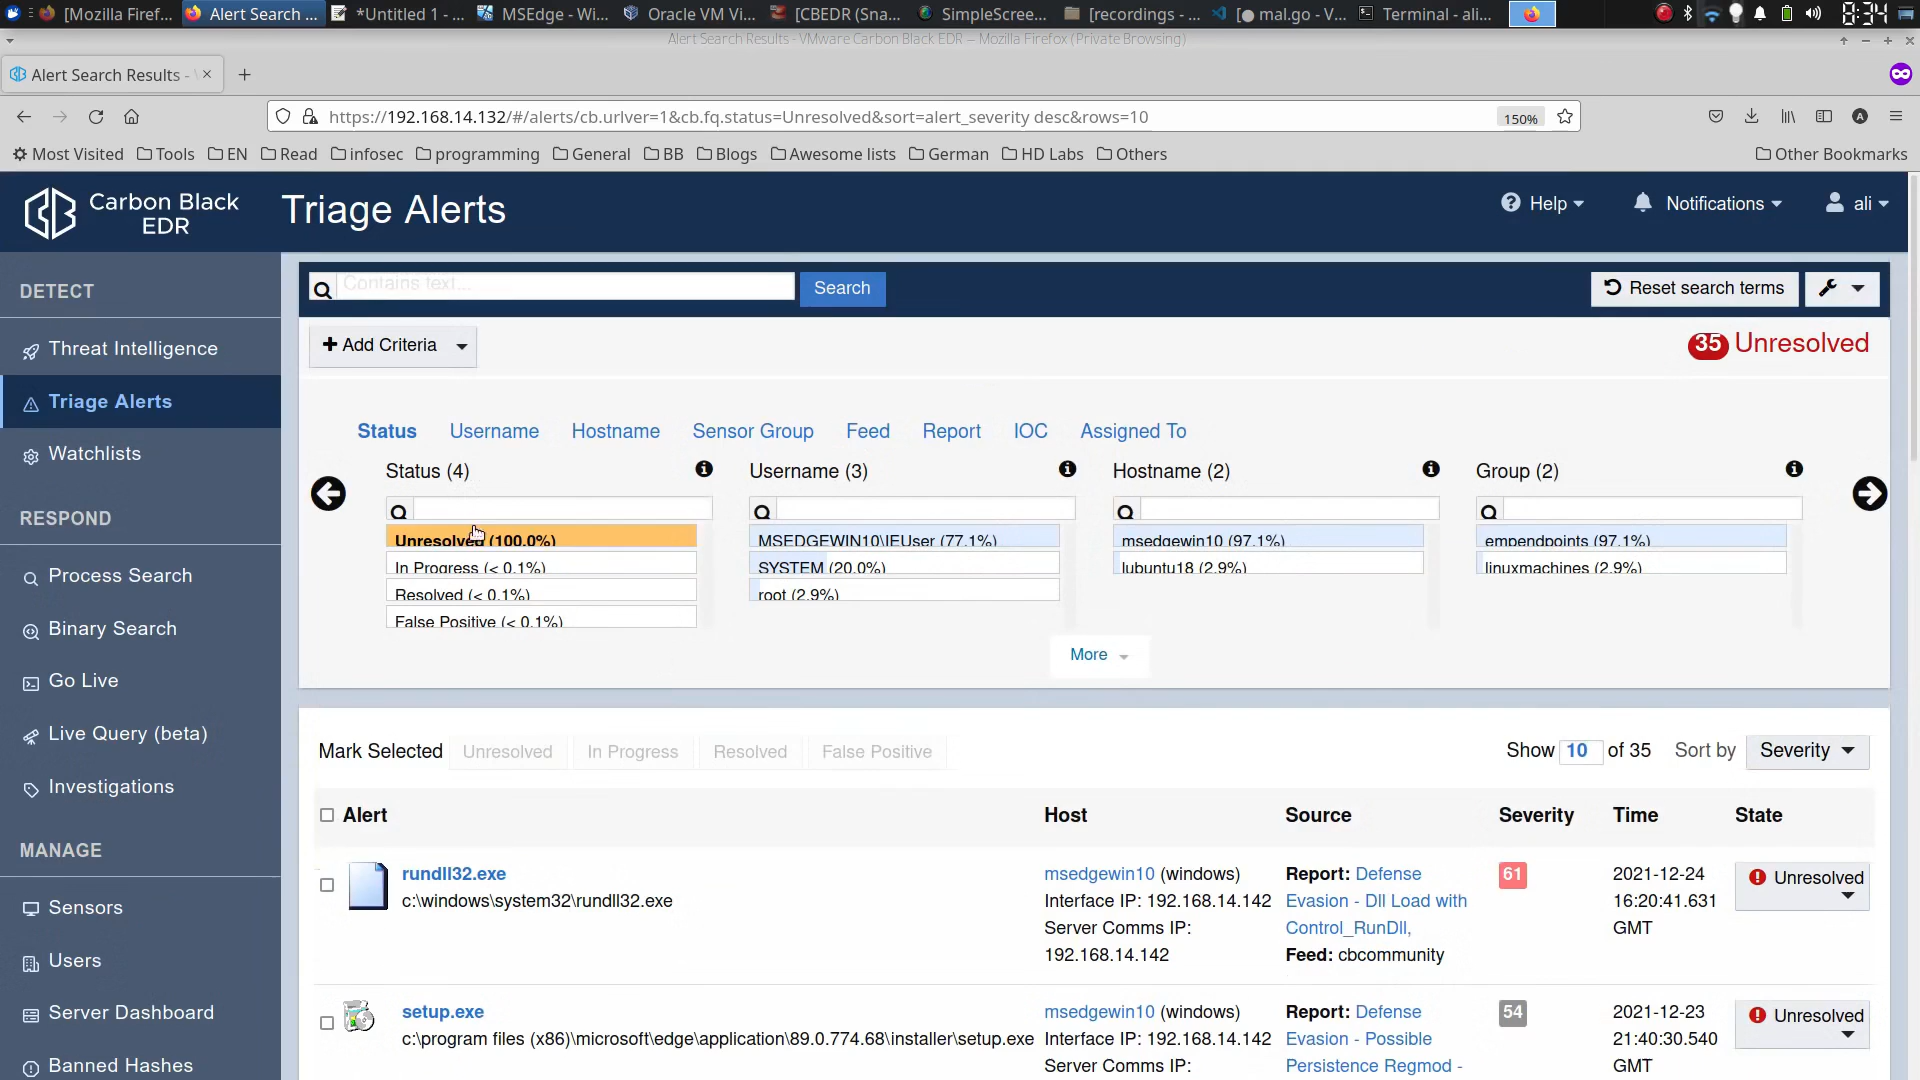 [Mozilla Firef...
Alert Search ...
*Untitled 1 - ...
MSEdge - Wi...
Oracle VM Vi...
[CBEDR (Sna...
SimpleScree...
[recordings - ...
[● mal.go - V...
Terminal - ali...
8:34
Alert Search Results - VMware Carbon Black EDR — Mozilla Firefox (Private Browsing)
Alert Search Results -
https://192.168.14.132/#/alerts/cb.urlver=1&cb.fq.status=Unresolved&sort=alert_severity desc&rows=10
150%
A
Most Visited Tools EN Read infosec programming General BB Blogs Awesome lists German HD Labs Others Other Bookmarks
Carbon Black
EDR
Triage Alerts
Help
Notifications
ali
DETECT
Threat Intelligence
Triage Alerts
Watchlists
RESPOND
Process Search
Binary Search
Go Live
Live Query (beta)
Investigations
MANAGE
Sensors
Users
Server Dashboard
Banned Hashes
Contains text...
Search
Reset search terms
+ Add Criteria
35 Unresolved
Status Username Hostname Sensor Group Feed Report IOC Assigned To
Status (4)
Unresolved (100.0%)
In Progress (< 0.1%)
Resolved (< 0.1%)
False Positive (< 0.1%)
Username (3)
MSEDGEWIN10\IEUser (77.1%)
SYSTEM (20.0%)
root (2.9%)
Hostname (2)
msedgewin10 (97.1%)
lubuntu18 (2.9%)
Group (2)
empendpoints (97.1%)
linuxmachines (2.9%)
More
Mark Selected Unresolved In Progress Resolved False Positive
Show 10 of 35 Sort by Severity
Alert Host Source Severity Time State
rundll32.exe
c:\windows\system32\rundll32.exe
msedgewin10 (windows)
Interface IP: 192.168.14.142
Server Comms IP:
192.168.14.142
Report: Defense
Evasion - Dll Load with
Control_RunDll,
Feed: cbcommunity
61
2021-12-24
16:20:41.631
GMT
Unresolved
setup.exe
c:\program files (x86)\microsoft\edge\application\89.0.774.68\installer\setup.exe
msedgewin10 (windows)
Interface IP: 192.168.14.142
Server Comms IP:
Report: Defense
Evasion - Possible
Persistence Regmod -
54
2021-12-23
21:40:30.540
GMT
Unresolved